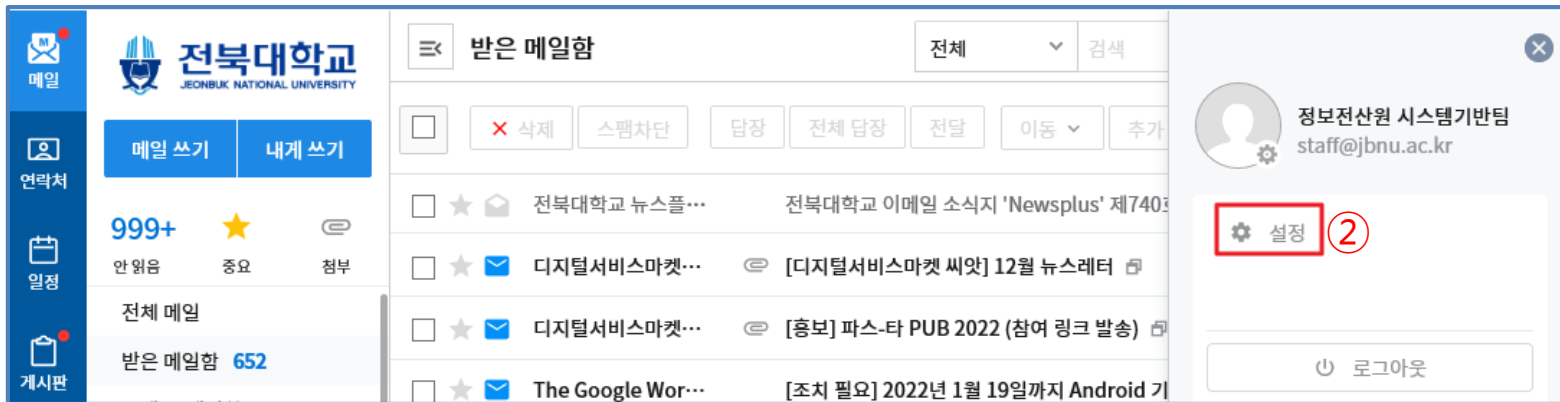 메일
연락처
일정
게시판
전북대학교
JEONBUK NATIONAL UNIVERSITY
메일 쓰기
내게 쓰기
999+
안 읽음
중요
첨부
전체 메일
받은 메일함 652
받은 메일함
전체
검색
삭제
스팸차단
답장
전체 답장
전달
이동
추가
전북대학교 뉴스플··· 전북대학교 이메일 소식지 'Newsplus' 제740호
디지털서비스마켓··· [디지털서비스마켓 씨앗] 12월 뉴스레터
디지털서비스마켓··· [홍보] 파스-타 PUB 2022 (참여 링크 발송)
The Google Wor··· [조치 필요] 2022년 1월 19일까지 Android 기
정보전산원 시스템기반팀
staff@jbnu.ac.kr
설정 ②
로그아웃